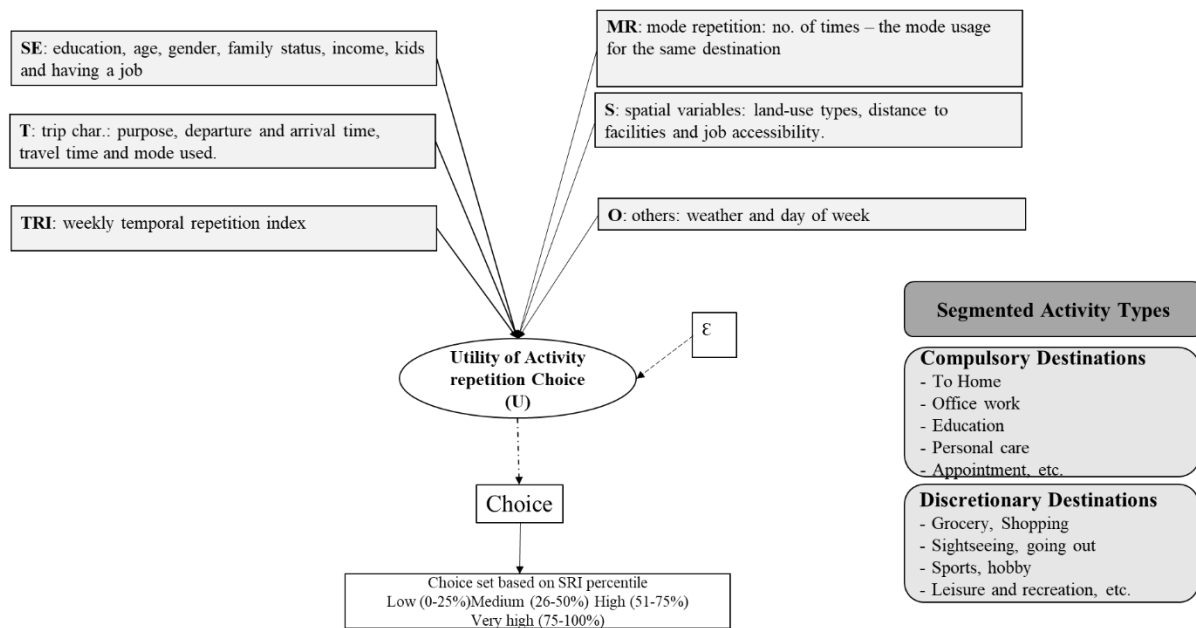 SE: education, age, gender, family status, income, kids
and having a job
T: trip char.: purpose, departure and arrival time,
travel time and mode used.
TRI: weekly temporal repetition index
MR: mode repetition: no. of times – the mode usage
for the same destination
S: spatial variables: land-use types, distance to
facilities and job accessibility.
O: others: weather and day of week
Utility of Activity
repetition Choice
(U)
ε
Choice
Choice set based on SRI percentile
Low (0-25%)Medium (26-50%) High (51-75%)
Very high (75-100%)
Segmented Activity Types
Compulsory Destinations
- To Home
- Office work
- Education
- Personal care
- Appointment, etc.
Discretionary Destinations
- Grocery, Shopping
- Sightseeing, going out
- Sports, hobby
- Leisure and recreation, etc.